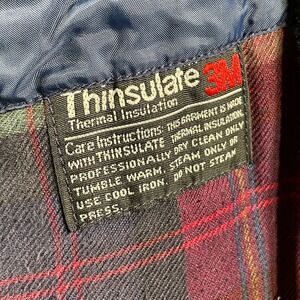 Thinsulate 3M
Thermal Insulation
Care Instructions: THIS GARMENT IS MADE
WITH THINSULATE THERMAL INSULATION.
PROFESSIONALLY DRY CLEAN ONLY
TUMBLE WARM, STEAM ONLY OR
USE COOL IRON. DO NOT STEAM
PRESS.